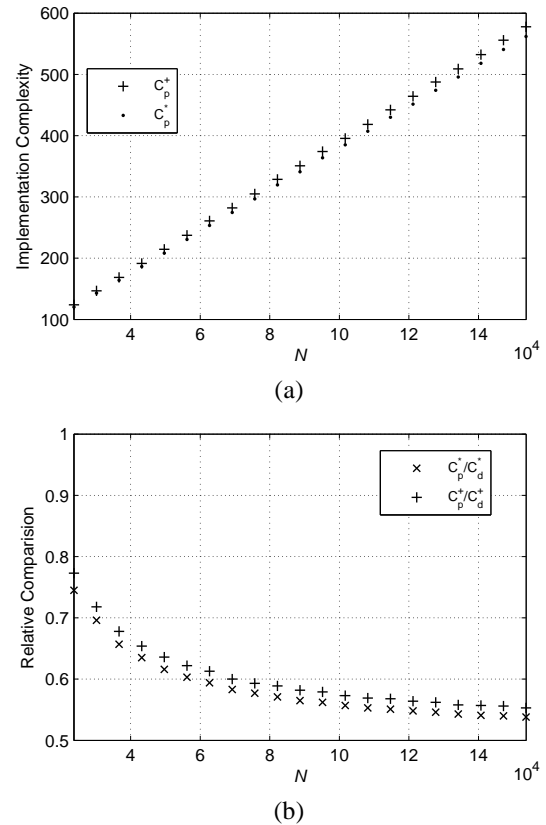 600
500
400
300
200
100
Implementation Complexity
C_p^+
C_p^*
4 6 8 10 12 14
10^4
N
(a)
1
0.9
0.8
0.7
0.6
0.5
Relative Comparision
C_p^*/C_d^*
C_p^+/C_d^+
4 6 8 10 12 14
10^4
N
(b)